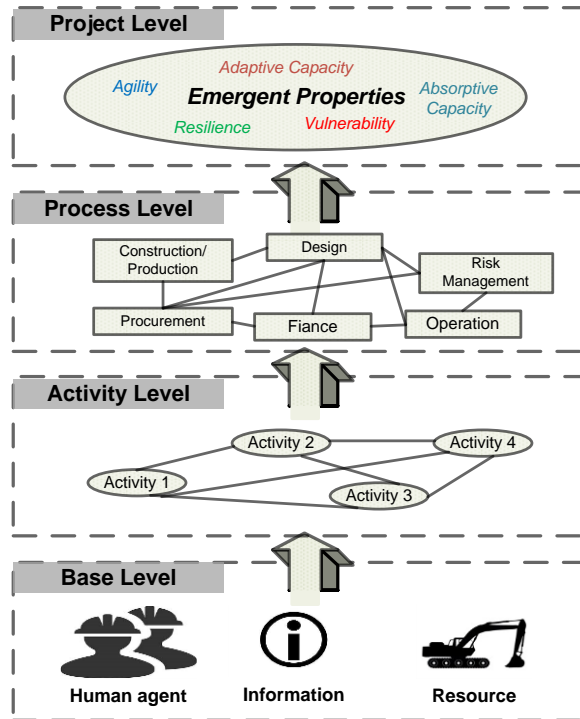 Project Level
Adaptive Capacity
Agility
Emergent Properties
Absorptive
Capacity
Resilience
Vulnerability
Process Level
Construction/
Production
Design
Risk
Management
Procurement
Fiance
Operation
Activity Level
Activity 2
Activity 4
Activity 1
Activity 3
Base Level
Human agent
Information
Resource